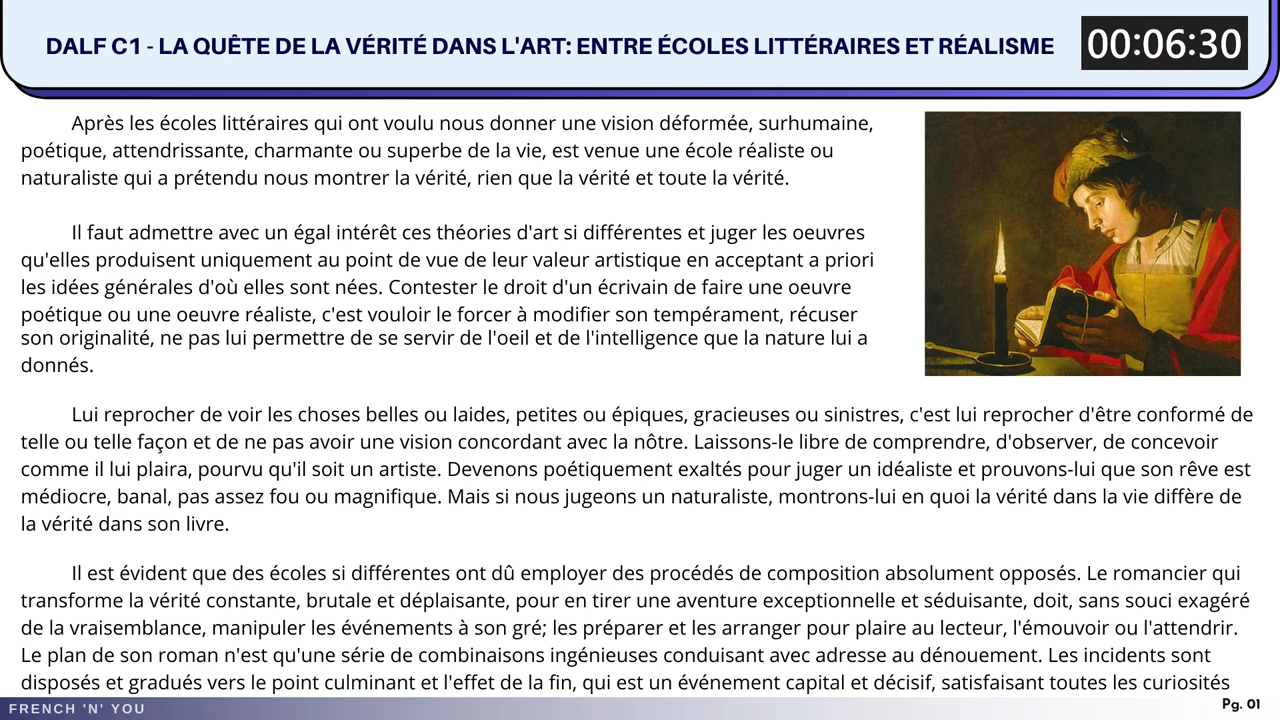 DALF C1 - LA QUÊTE DE LA VÉRITÉ DANS L'ART: ENTRE ÉCOLES LITTÉRAIRES ET RÉALISME
00:06:30
Après les écoles littéraires qui ont voulu nous donner une vision déformée, surhumaine,
poétique, attendrissante, charmante ou superbe de la vie, est venue une école réaliste ou
naturaliste qui a prétendu nous montrer la vérité, rien que la vérité et toute la vérité.
Il faut admettre avec un égal intérêt ces théories d'art si différentes et juger les oeuvres
qu'elles produisent uniquement au point de vue de leur valeur artistique en acceptant a priori
les idées générales d'où elles sont nées. Contester le droit d'un écrivain de faire une oeuvre
poétique ou une oeuvre réaliste, c'est vouloir le forcer à modifier son tempérament, récuser
son originalité, ne pas lui permettre de se servir de l'oeil et de l'intelligence que la nature lui a
donnés.
Lui reprocher de voir les choses belles ou laides, petites ou épiques, gracieuses ou sinistres, c'est lui reprocher d'être conformé de
telle ou telle façon et de ne pas avoir une vision concordant avec la nôtre. Laissons-le libre de comprendre, d'observer, de concevoir
comme il lui plaira, pourvu qu'il soit un artiste. Devenons poétiquement exaltés pour juger un idéaliste et prouvons-lui que son rêve est
médiocre, banal, pas assez fou ou magnifique. Mais si nous jugeons un naturaliste, montrons-lui en quoi la vérité dans la vie diffère de
la vérité dans son livre.
Il est évident que des écoles si différentes ont dû employer des procédés de composition absolument opposés. Le romancier qui
transforme la vérité constante, brutale et déplaisante, pour en tirer une aventure exceptionnelle et séduisante, doit, sans souci exagéré
de la vraisemblance, manipuler les événements à son gré; les préparer et les arranger pour plaire au lecteur, l'émouvoir ou l'attendrir.
Le plan de son roman n'est qu'une série de combinaisons ingénieuses conduisant avec adresse au dénouement. Les incidents sont
disposés et gradués vers le point culminant et l'effet de la fin, qui est un événement capital et décisif, satisfaisant toutes les curiosités
FRENCH 'N' YOU
Pg. 01